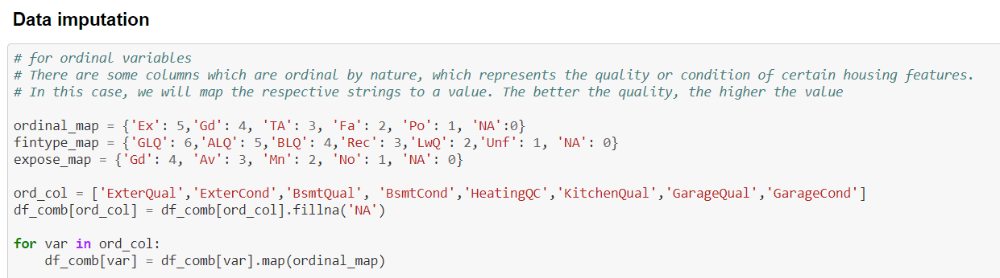 Data imputation
# for ordinal variables
# There are some columns which are ordinal by nature, which represents the quality or condition of certain housing features.
# In this case, we will map the respective strings to a value. The better the quality, the higher the value
ordinal_map = {'Ex': 5,'Gd': 4, 'TA': 3, 'Fa': 2, 'Po': 1, 'NA':0}
fintype_map = {'GLQ': 6,'ALQ': 5,'BLQ': 4,'Rec': 3,'LwQ': 2,'Unf': 1, 'NA': 0}
expose_map = {'Gd': 4, 'Av': 3, 'Mn': 2, 'No': 1, 'NA': 0}
ord_col = ['ExterQual','ExterCond','BsmtQual', 'BsmtCond','HeatingQC','KitchenQual','GarageQual','GarageCond']
df_comb[ord_col] = df_comb[ord_col].fillna('NA')
for var in ord_col:
    df_comb[var] = df_comb[var].map(ordinal_map)